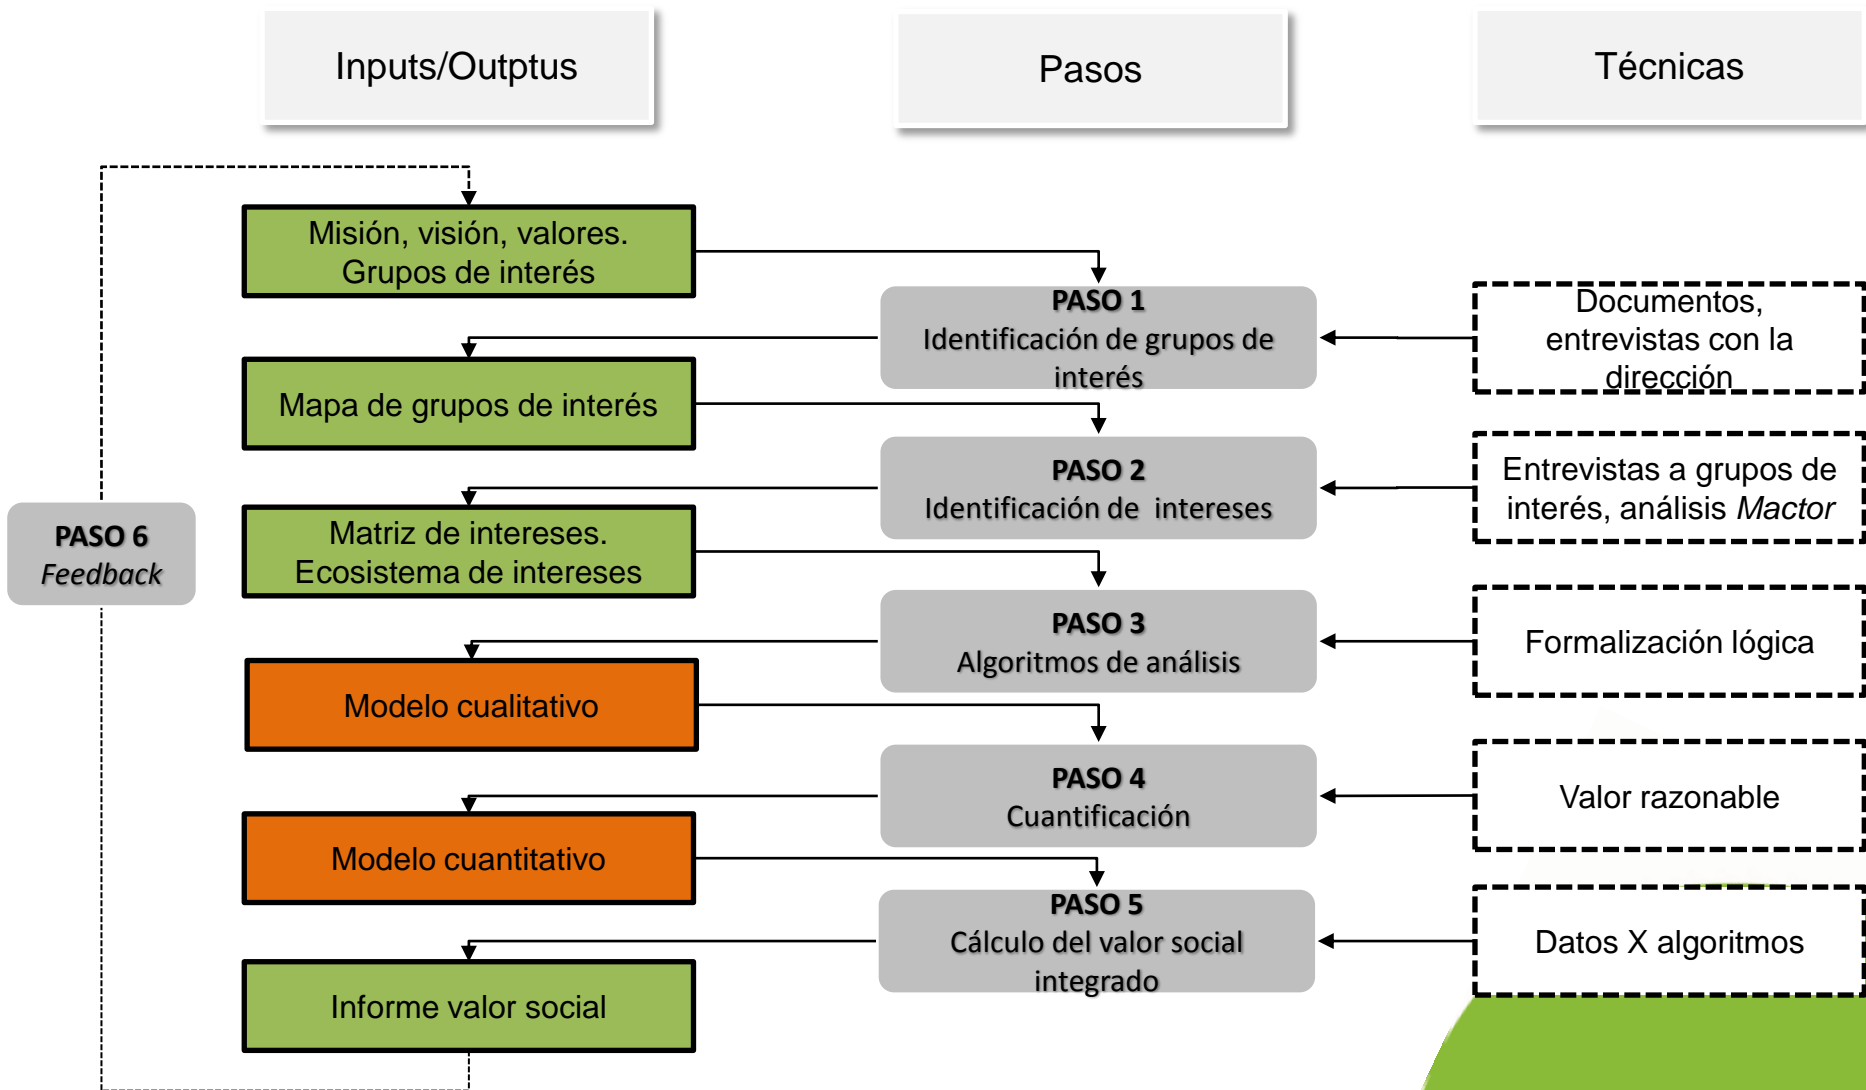 Inputs/Outptus
Pasos
Técnicas
Misión, visión, valores.
Grupos de interés
PASO 1
Identificación de grupos de
interés
Documentos,
entrevistas con la
dirección
Mapa de grupos de interés
PASO 2
Identificación de intereses
Entrevistas a grupos de
interés, análisis Mactor
Matriz de intereses.
Ecosistema de intereses
PASO 6
Feedback
PASO 3
Algoritmos de análisis
Formalización lógica
Modelo cualitativo
PASO 4
Cuantificación
Valor razonable
Modelo cuantitativo
PASO 5
Cálculo del valor social
integrado
Datos X algoritmos
Informe valor social